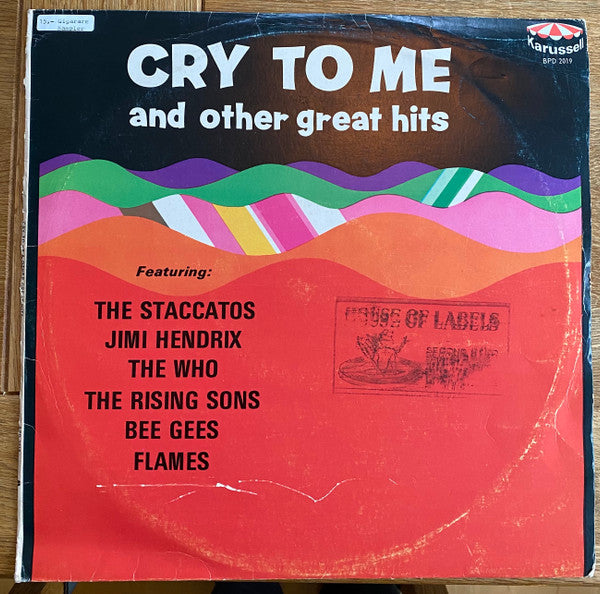 15,-
Karussell
BPD 2019
CRY TO ME
and other great hits
Featuring:
THE STACCATOS
JIMI HENDRIX
THE WHO
THE RISING SONS
BEE GEES
FLAMES
HOUSE OF LABELS